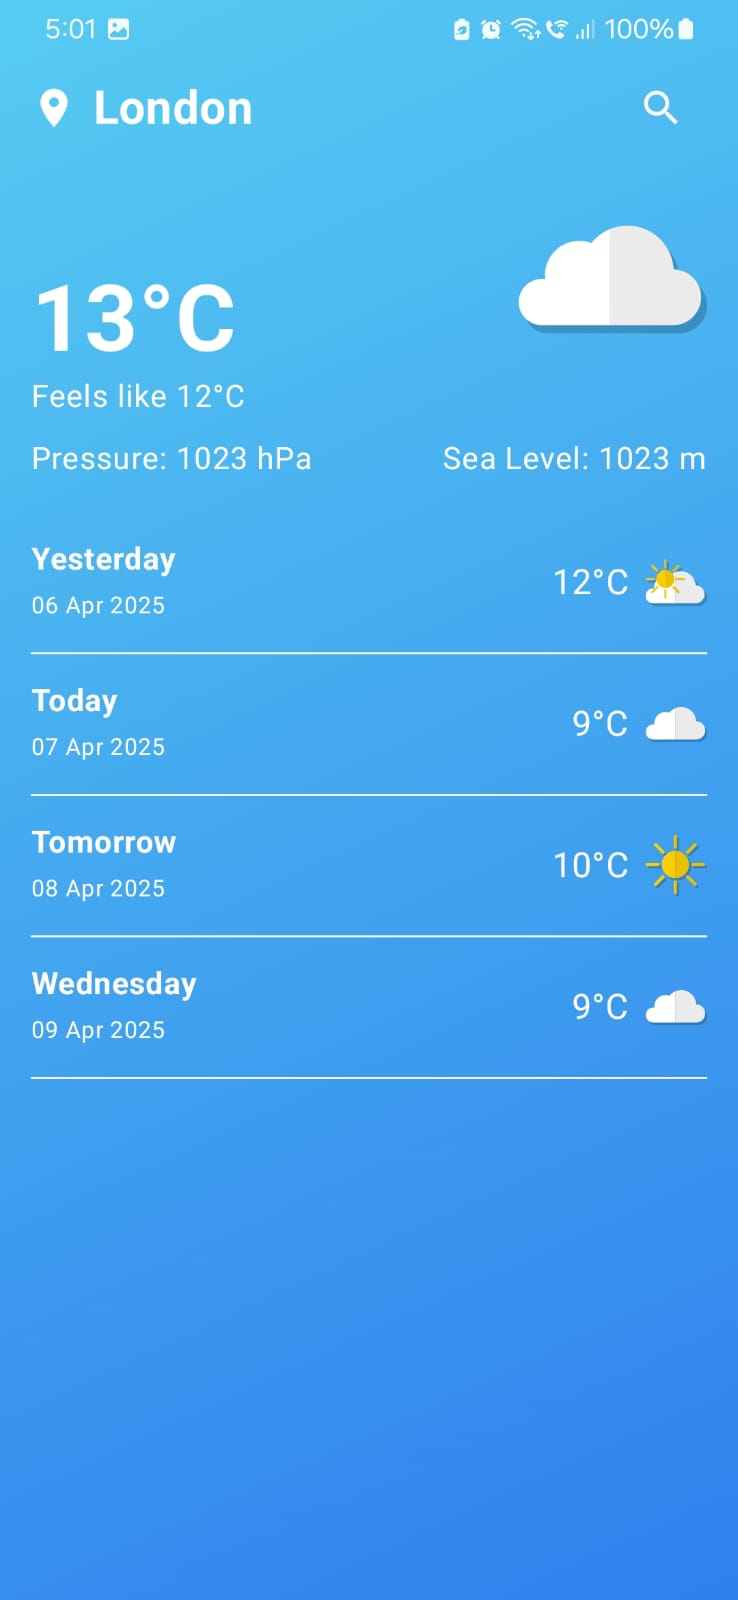 5:01 100%
London
13°C
Feels like 12°C
Pressure: 1023 hPa Sea Level: 1023 m
Yesterday
12°C
06 Apr 2025
Today
9°C
07 Apr 2025
Tomorrow
10°C
08 Apr 2025
Wednesday
9°C
09 Apr 2025